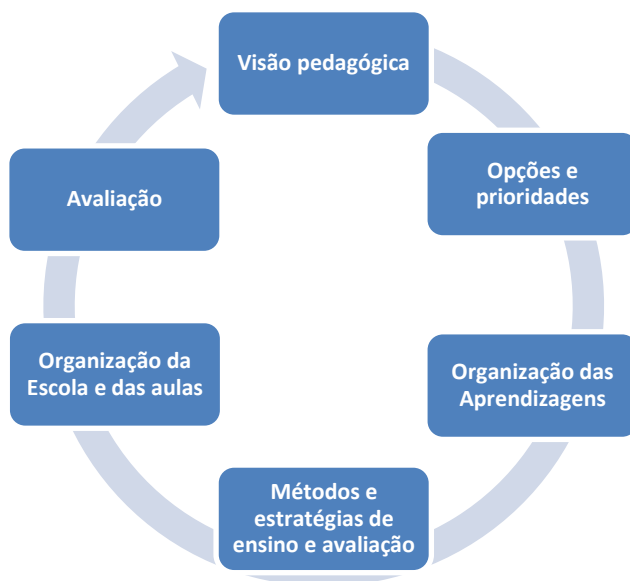 Visão pedagógica
Opções e
prioridades
Organização das
Aprendizagens
Métodos e
estratégias de
ensino e avaliação
Organização da
Escola e das aulas
Avaliação